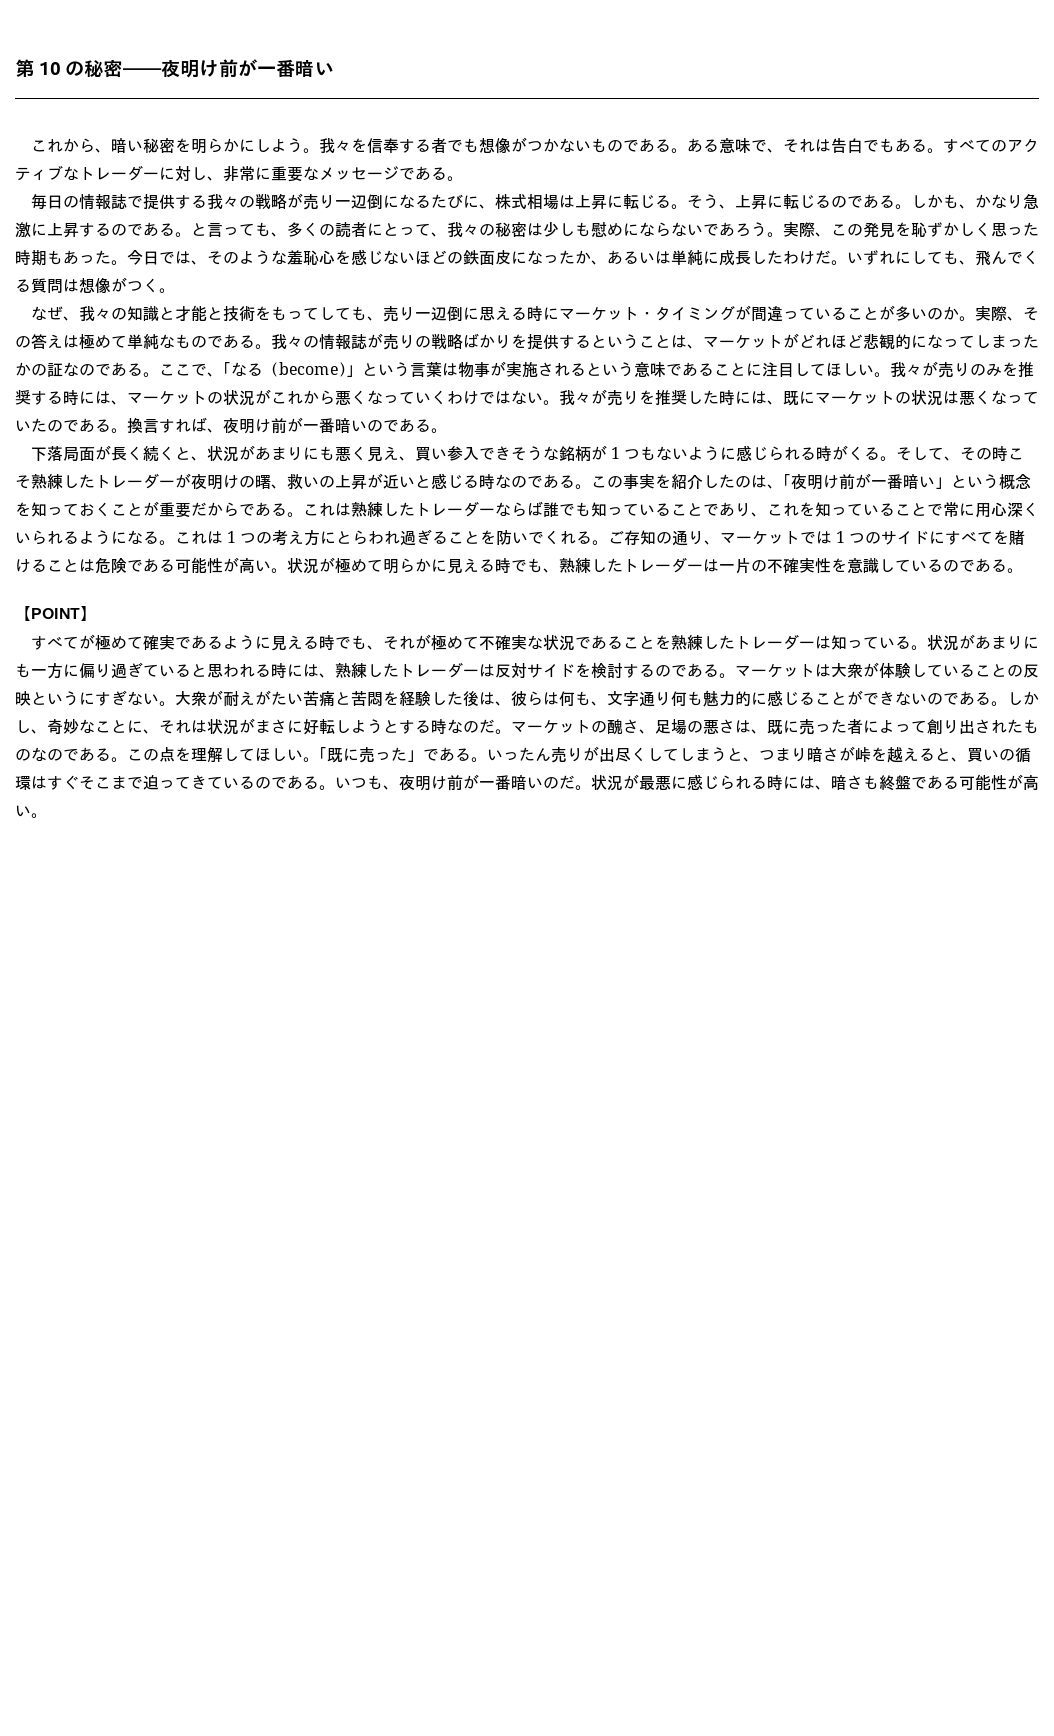 第 10 の秘密――夜明け前が一番暗い
　これから、暗い秘密を明らかにしよう。我々を信奉する者でも想像がつかないものである。ある意味で、それは告白でもある。すべてのアク
ティブなトレーダーに対し、非常に重要なメッセージである。
　毎日の情報誌で提供する我々の戦略が売り一辺倒になるたびに、株式相場は上昇に転じる。そう、上昇に転じるのである。しかも、かなり急
激に上昇するのである。と言っても、多くの読者にとって、我々の秘密は少しも慰めにならないであろう。実際、この発見を恥ずかしく思った
時期もあった。今日では、そのような羞恥心を感じないほどの鉄面皮になったか、あるいは単純に成長したわけだ。いずれにしても、飛んでく
る質問は想像がつく。
　なぜ、我々の知識と才能と技術をもってしても、売り一辺倒に思える時にマーケット・タイミングが間違っていることが多いのか。実際、そ
の答えは極めて単純なものである。我々の情報誌が売りの戦略ばかりを提供するということは、マーケットがどれほど悲観的になってしまった
かの証なのである。ここで、「なる（become）」という言葉は物事が実施されるという意味であることに注目してほしい。我々が売りのみを推
奨する時には、マーケットの状況がこれから悪くなっていくわけではない。我々が売りを推奨した時には、既にマーケットの状況は悪くなって
いたのである。換言すれば、夜明け前が一番暗いのである。
　下落局面が長く続くと、状況があまりにも悪く見え、買い参入できそうな銘柄が 1 つもないように感じられる時がくる。そして、その時こ
そ熟練したトレーダーが夜明けの曙、救いの上昇が近いと感じる時なのである。この事実を紹介したのは、「夜明け前が一番暗い」という概念
を知っておくことが重要だからである。これは熟練したトレーダーならば誰でも知っていることであり、これを知っていることで常に用心深く
いられるようになる。これは 1 つの考え方にとらわれ過ぎることを防いでくれる。ご存知の通り、マーケットでは 1 つのサイドにすべてを賭
けることは危険である可能性が高い。状況が極めて明らかに見える時でも、熟練したトレーダーは一片の不確実性を意識しているのである。
【POINT】
　すべてが極めて確実であるように見える時でも、それが極めて不確実な状況であることを熟練したトレーダーは知っている。状況があまりに
も一方に偏り過ぎていると思われる時には、熟練したトレーダーは反対サイドを検討するのである。マーケットは大衆が体験していることの反
映というにすぎない。大衆が耐えがたい苦痛と苦悶を経験した後は、彼らは何も、文字通り何も魅力的に感じることができないのである。しか
し、奇妙なことに、それは状況がまさに好転しようとする時なのだ。マーケットの醜さ、足場の悪さは、既に売った者によって創り出されたも
のなのである。この点を理解してほしい。「既に売った」である。いったん売りが出尽くしてしまうと、つまり暗さが峠を越えると、買いの循
環はすぐそこまで迫ってきているのである。いつも、夜明け前が一番暗いのだ。状況が最悪に感じられる時には、暗さも終盤である可能性が高
い。